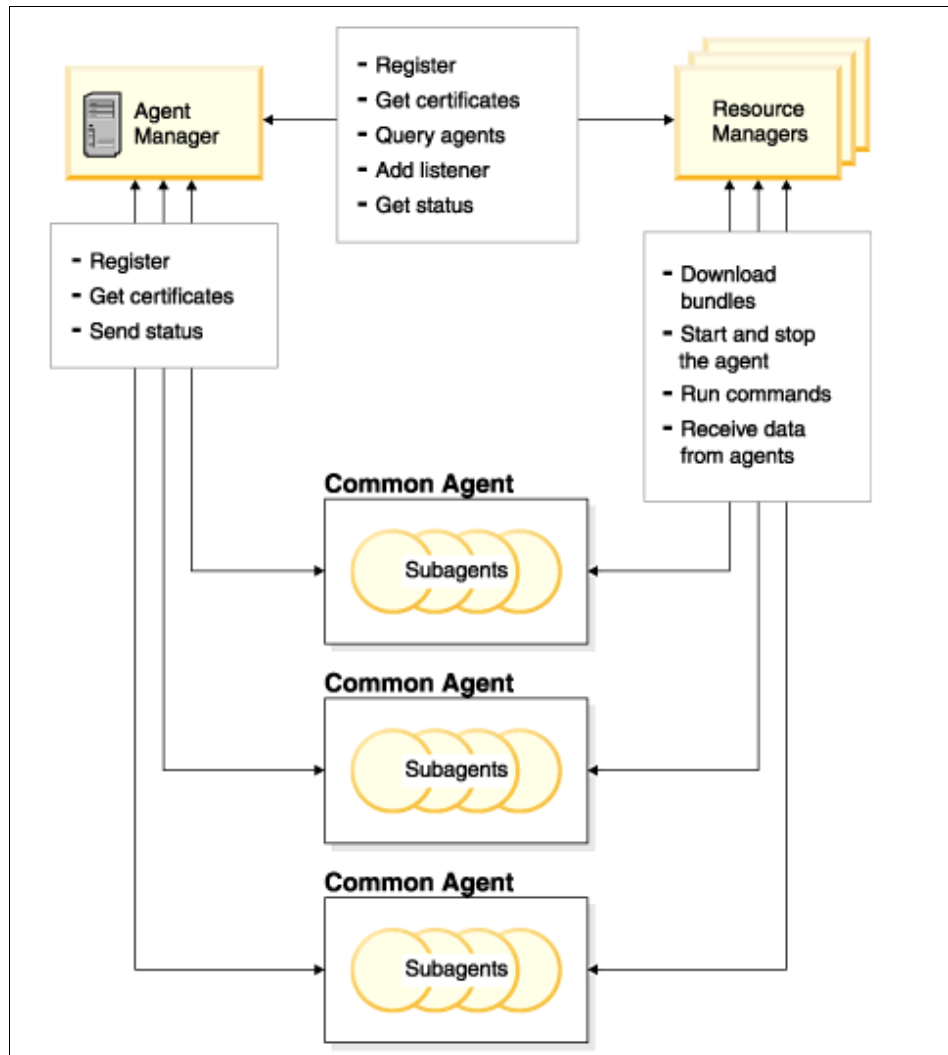 - Register
- Get certificates
- Query agents
- Add listener
- Get status
Agent
Manager
Resource
Managers
- Register
- Get certificates
- Send status
- Download
bundles
- Start and stop
the agent
- Run commands
- Receive data
from agents
Common Agent
Subagents
Common Agent
Subagents
Common Agent
Subagents